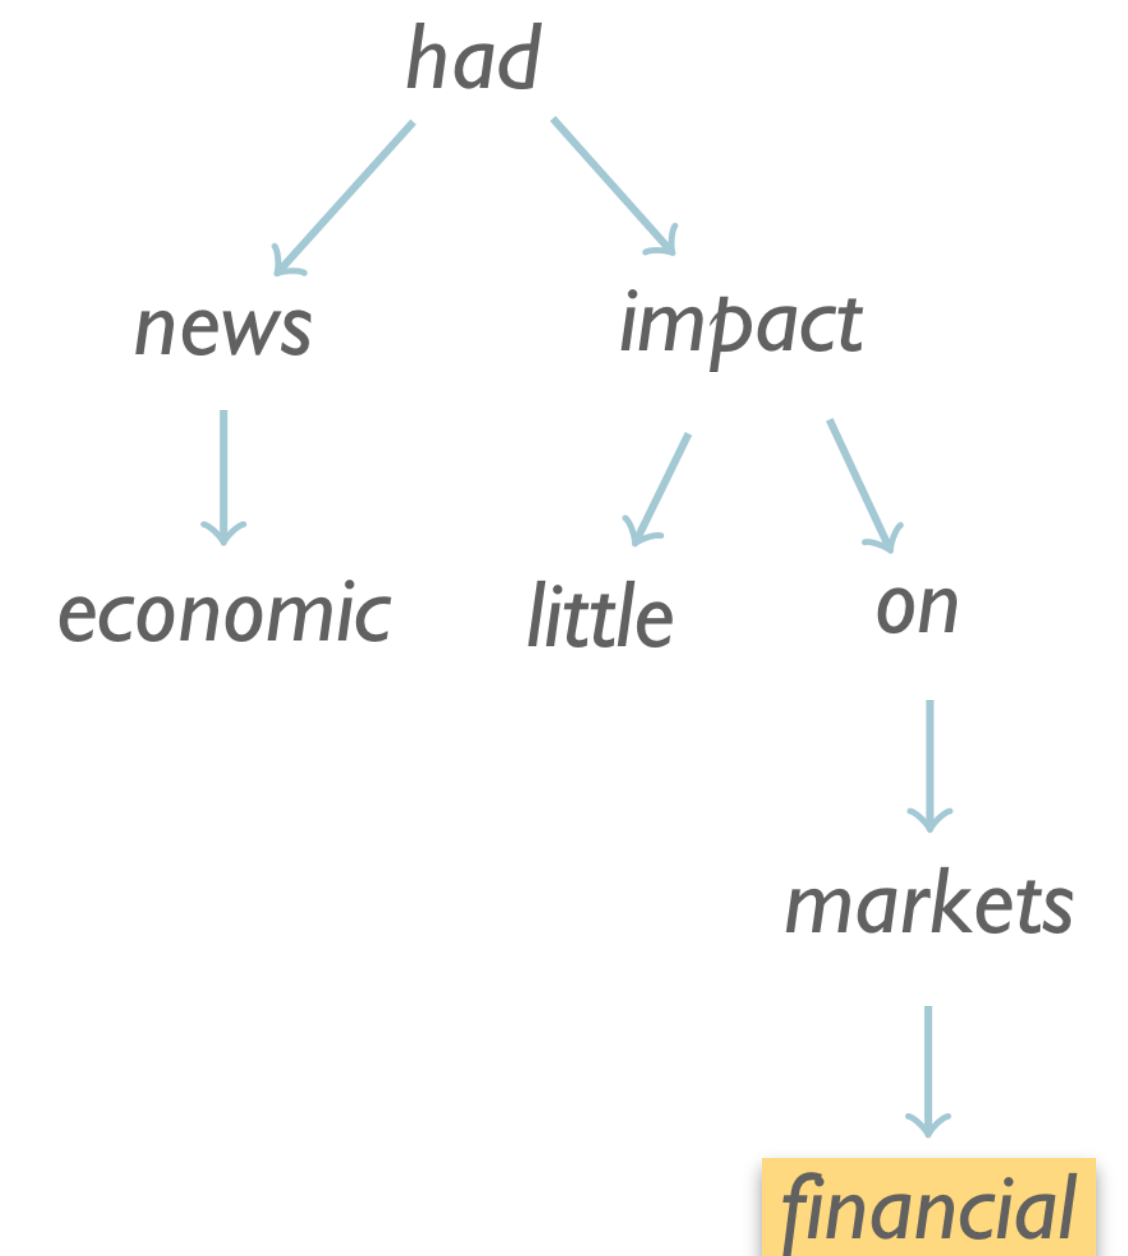 had
news impact
economic little on
markets
financial